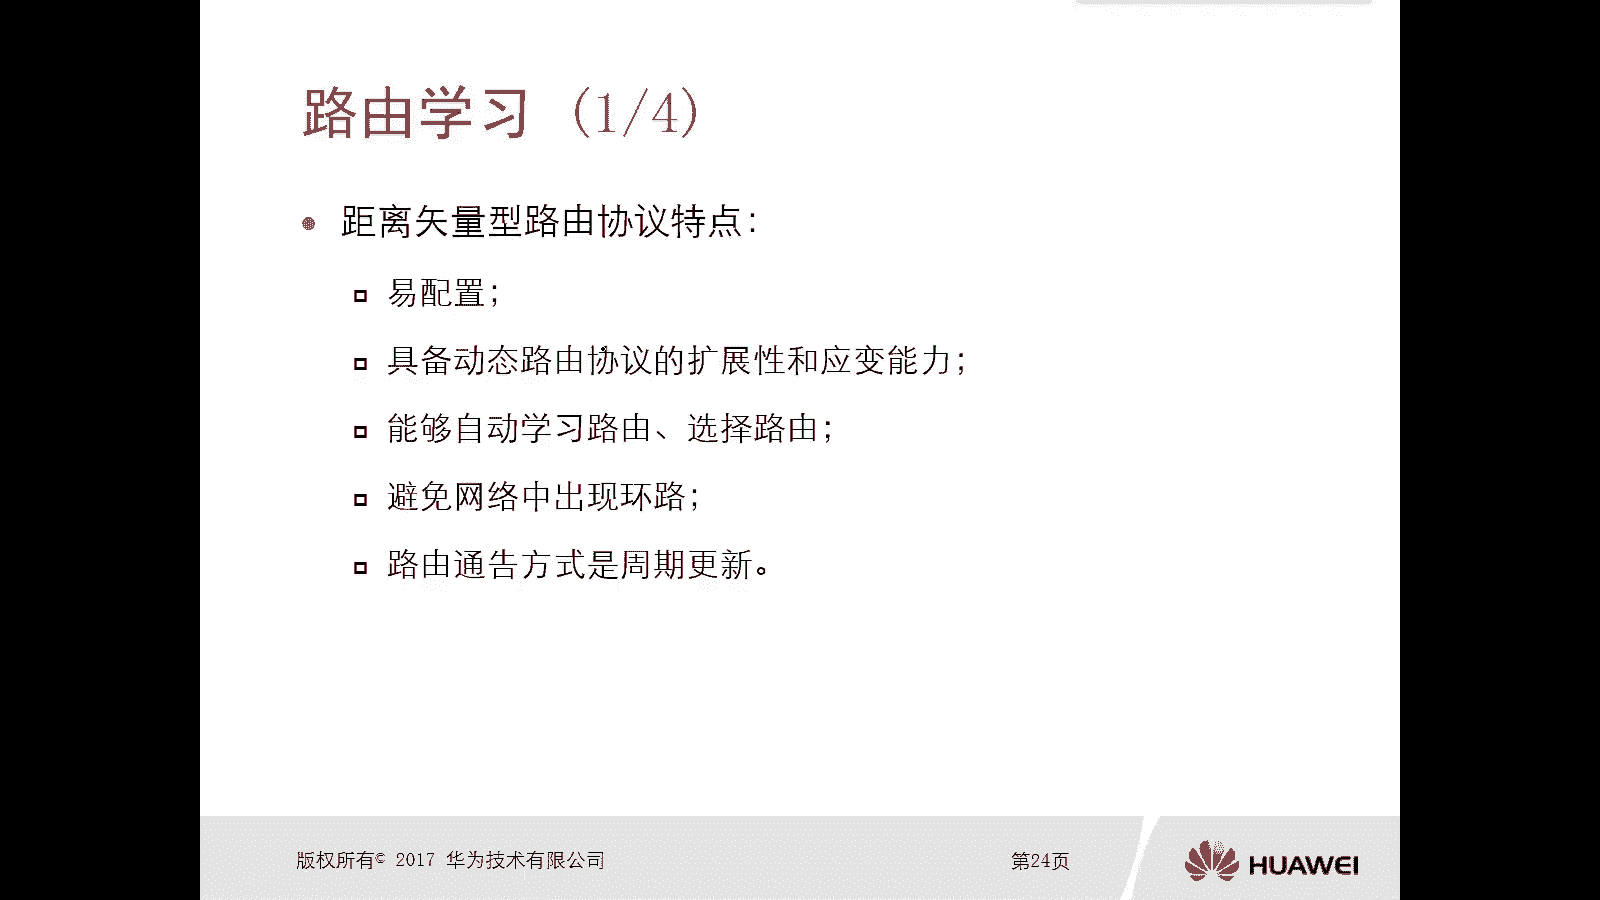 路由学习 (1/4)
距离矢量型路由协议特点：
易配置；
具备动态路由协议的扩展性和应变能力；
能够自动学习路由、选择路由；
避免网络中出现环路；
路由通告方式是周期更新。
版权所有© 2017 华为技术有限公司
第24页
HUAWEI